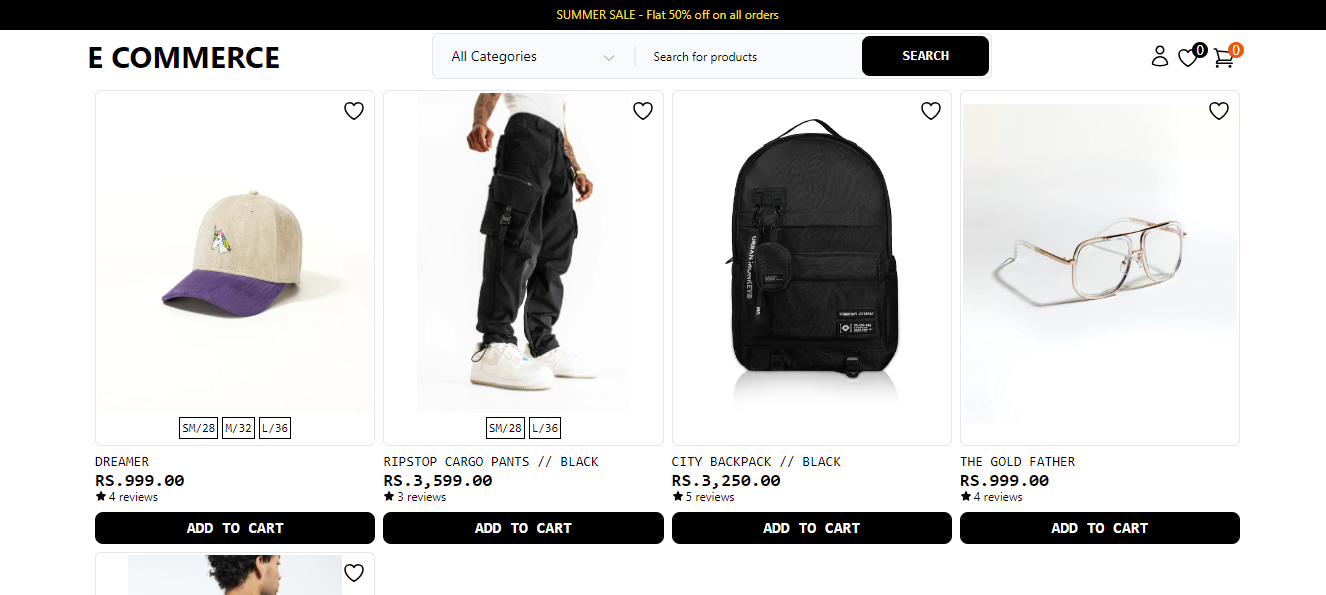 SUMMER SALE - Flat 50% off on all orders
E COMMERCE
All Categories
Search for products
SEARCH
0
0
SM/28 M/32 L/36
SM/28 L/36
URBAN MONKEY®
DREAMER
RS.999.00
4 reviews
ADD TO CART
RIPSTOP CARGO PANTS // BLACK
RS.3,599.00
3 reviews
ADD TO CART
CITY BACKPACK // BLACK
RS.3,250.00
5 reviews
ADD TO CART
THE GOLD FATHER
RS.999.00
4 reviews
ADD TO CART